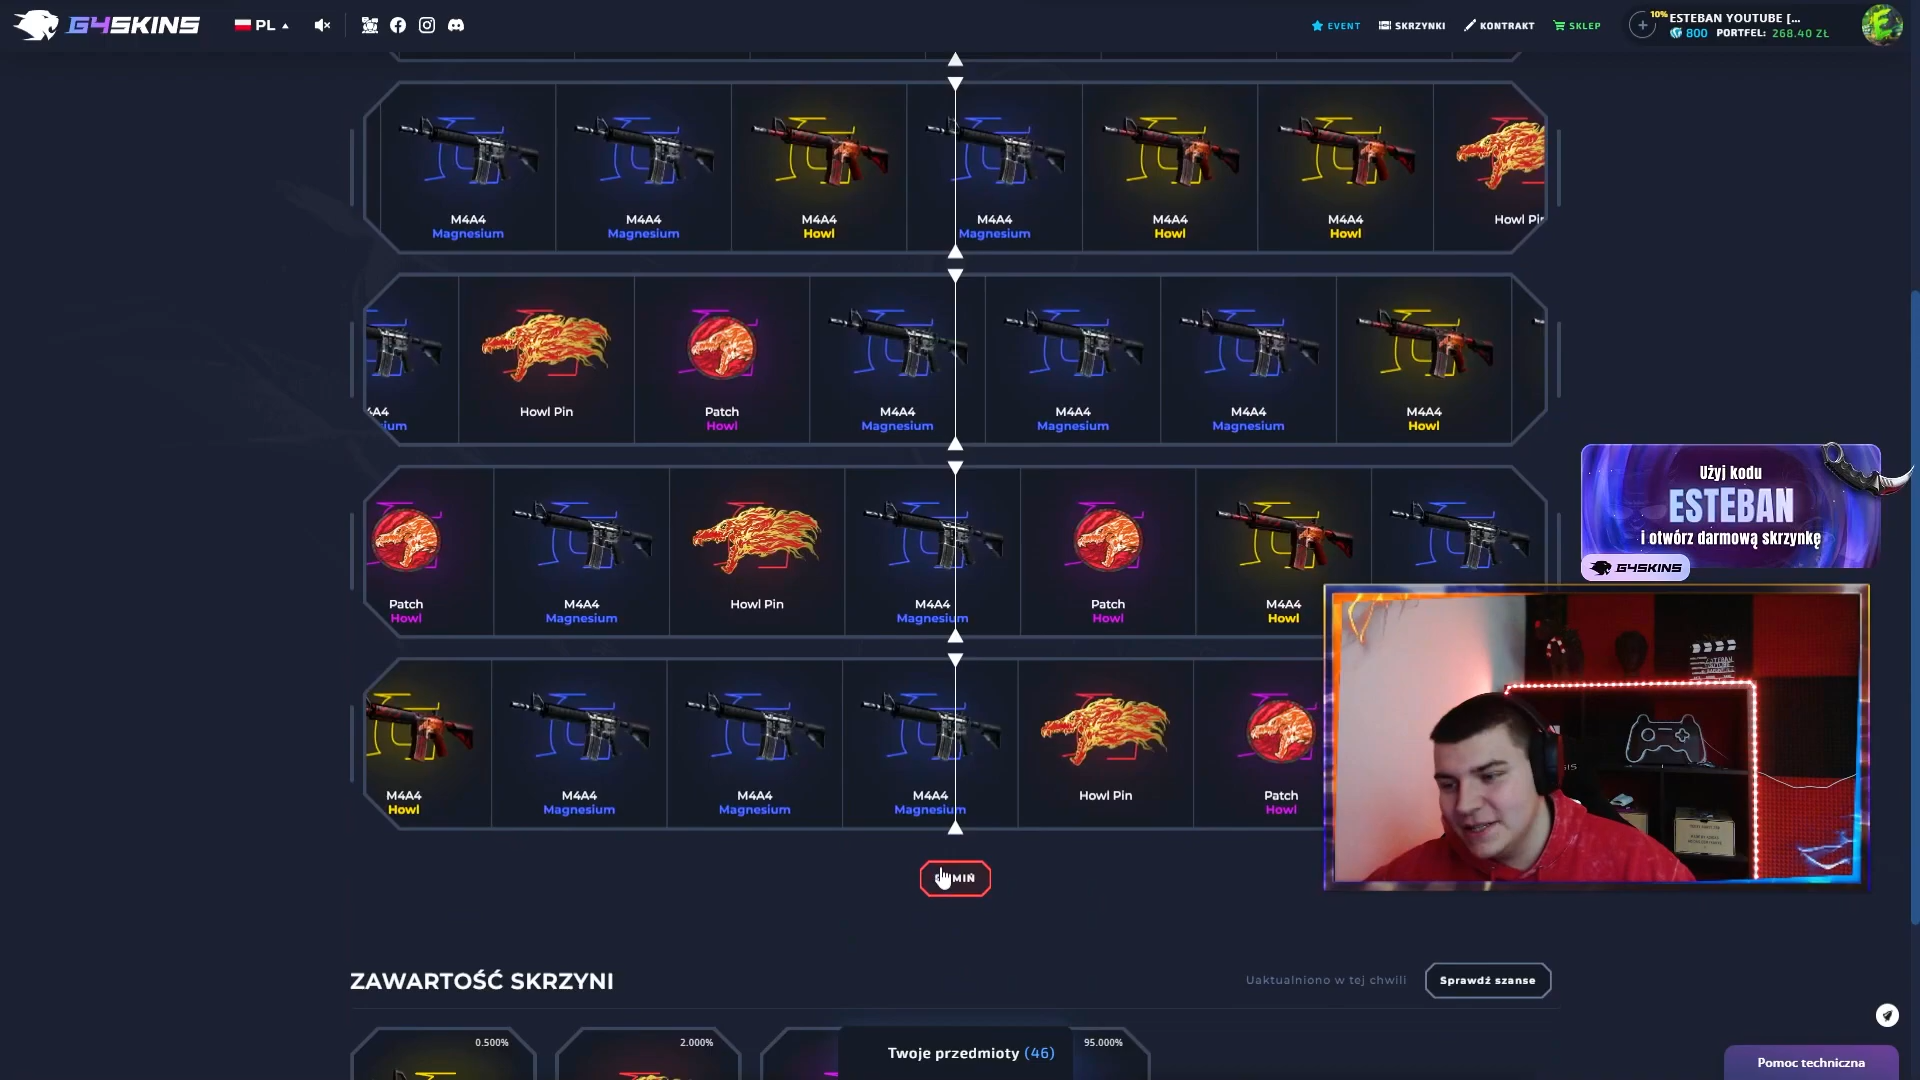 G4SKINS
PL
EVENT
SKRZYNKI
KONTRAKT
SKLEP
10%
ESTEBAN YOUTUBE [...
800 PORTFEL: 268.40 ZŁ
M4A4
Magnesium
M4A4
Magnesium
M4A4
Howl
M4A4
Magnesium
M4A4
Howl
M4A4
Howl
Howl Pin
Howl Pin
Patch
Howl
M4A4
Magnesium
M4A4
Magnesium
M4A4
Magnesium
M4A4
Howl
Użyj kodu
ESTEBAN
i otwórz darmową skrzynkę
G4SKINS
Patch
Howl
M4A4
Magnesium
Howl Pin
M4A4
Magnesium
Patch
Howl
M4A4
Howl
M4A4
Howl
M4A4
Magnesium
M4A4
Magnesium
M4A4
Magnesium
Howl Pin
Patch
Howl
ZAWARTOŚĆ SKRZYNI
Uaktualniono w tej chwili
Sprawdź szanse
0.500%
2.000%
95.000%
Twoje przedmioty (46)
Pomoc techniczna